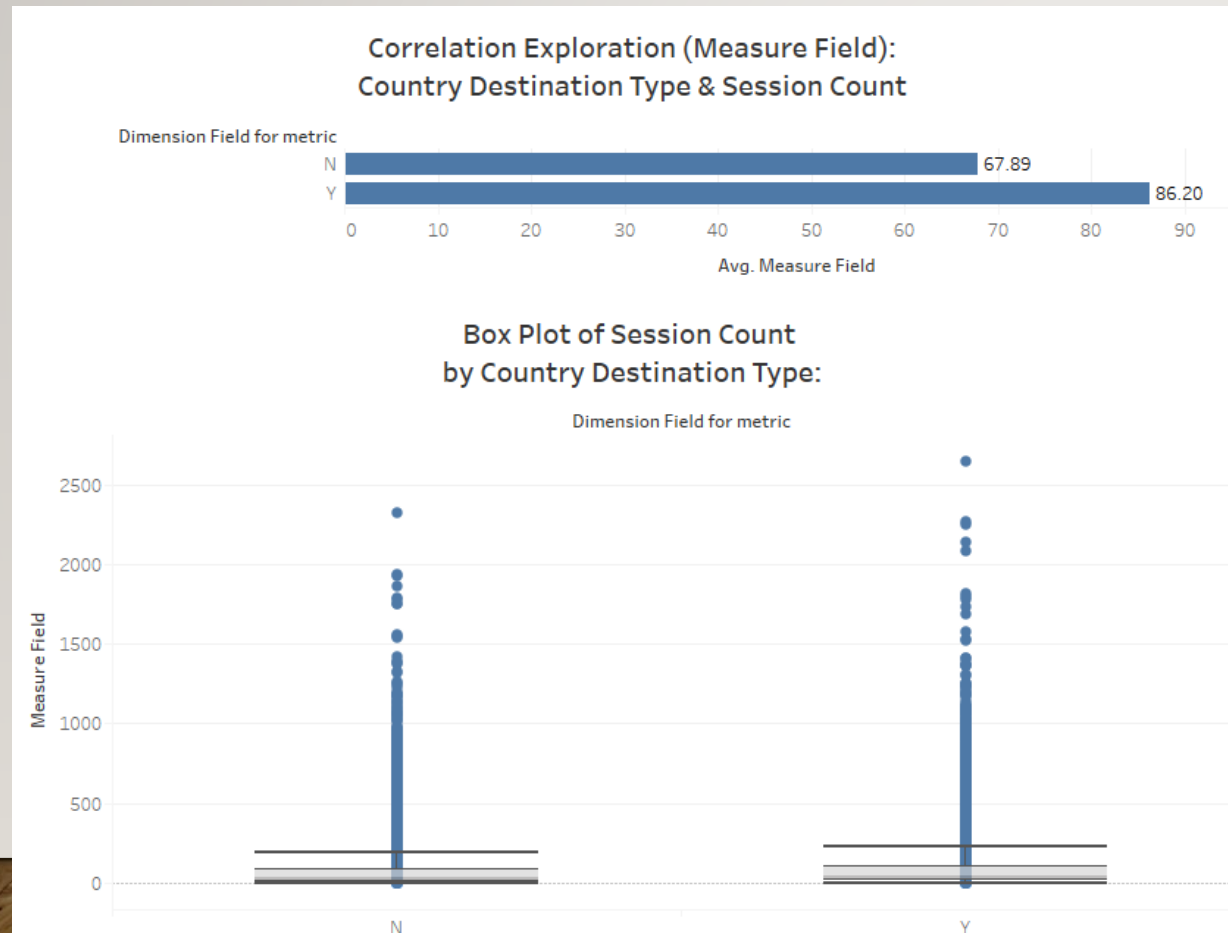 Correlation Exploration (Measure Field):
Country Destination Type & Session Count
Dimension Field for metric
N
67.89
Y
86.20
0 10 20 30 40 50 60 70 80 90
Avg. Measure Field
Box Plot of Session Count
by Country Destination Type:
Dimension Field for metric
Measure Field
2500
2000
1500
1000
500
0
N Y